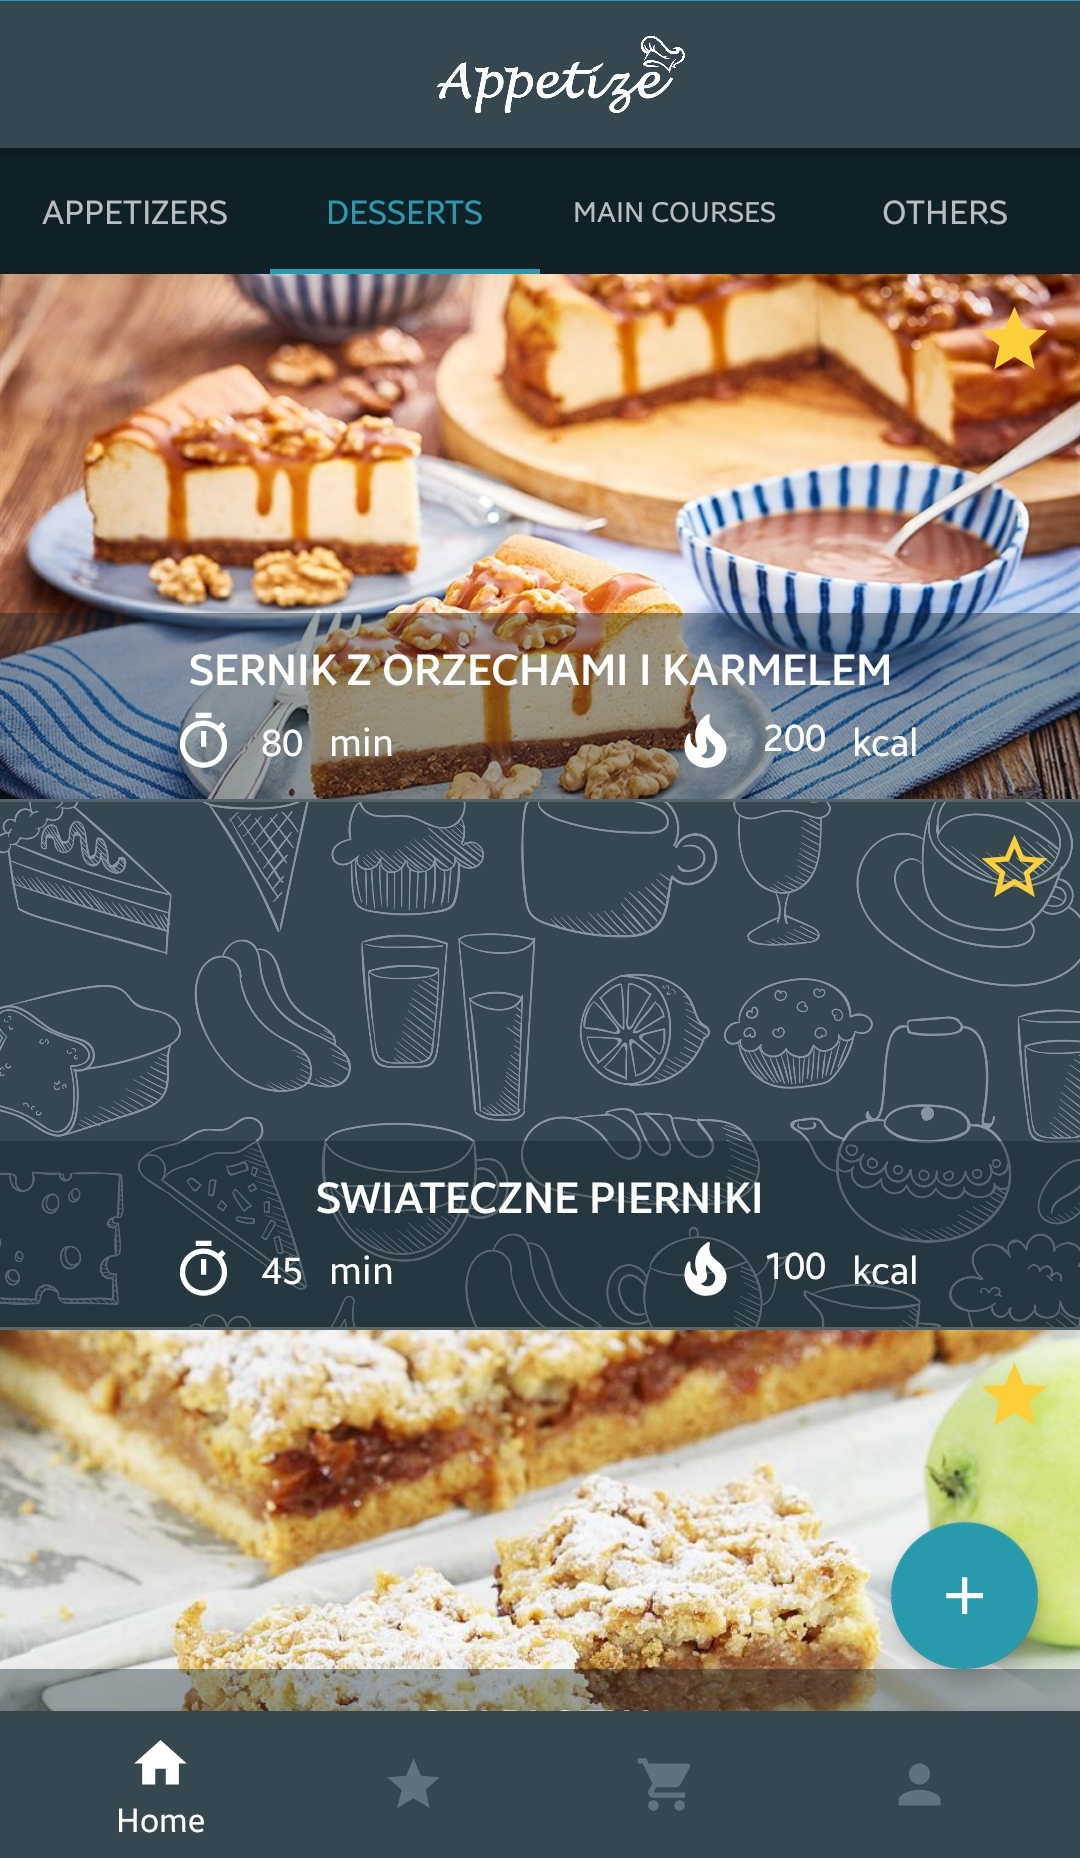 Appetize
APPETIZERS DESSERTS MAIN COURSES OTHERS
SERNIK Z ORZECHAMI I KARMELEM
80 min 200 kcal
SWIATECZNE PIERNIKI
45 min 100 kcal
Home